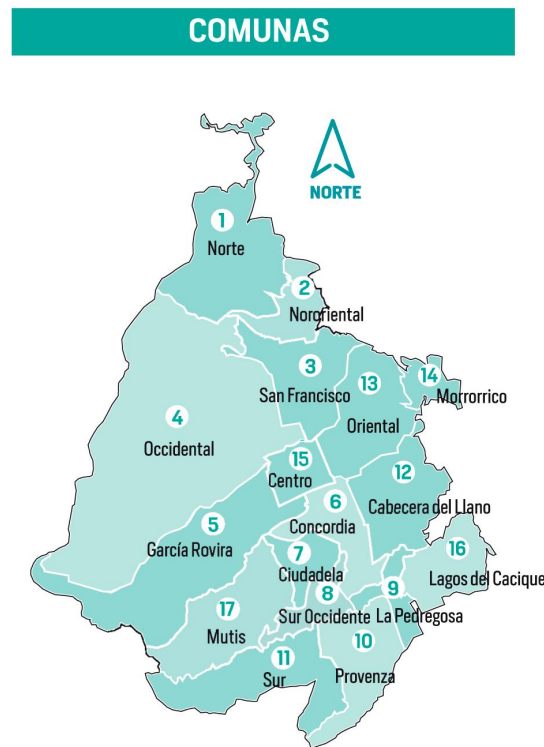 COMUNAS
NORTE
1
Norte
2
Nororiental
3
San Francisco
13
Oriental
14
Morrorrico
4
Occidental
15
Centro
12
Cabecera del Llano
6
Concordia
5
García Rovira
7
Ciudadela
16
Lagos del Cacique
8
Sur Occidente
9
La Pedregosa
17
Mutis
10
Provenza
11
Sur